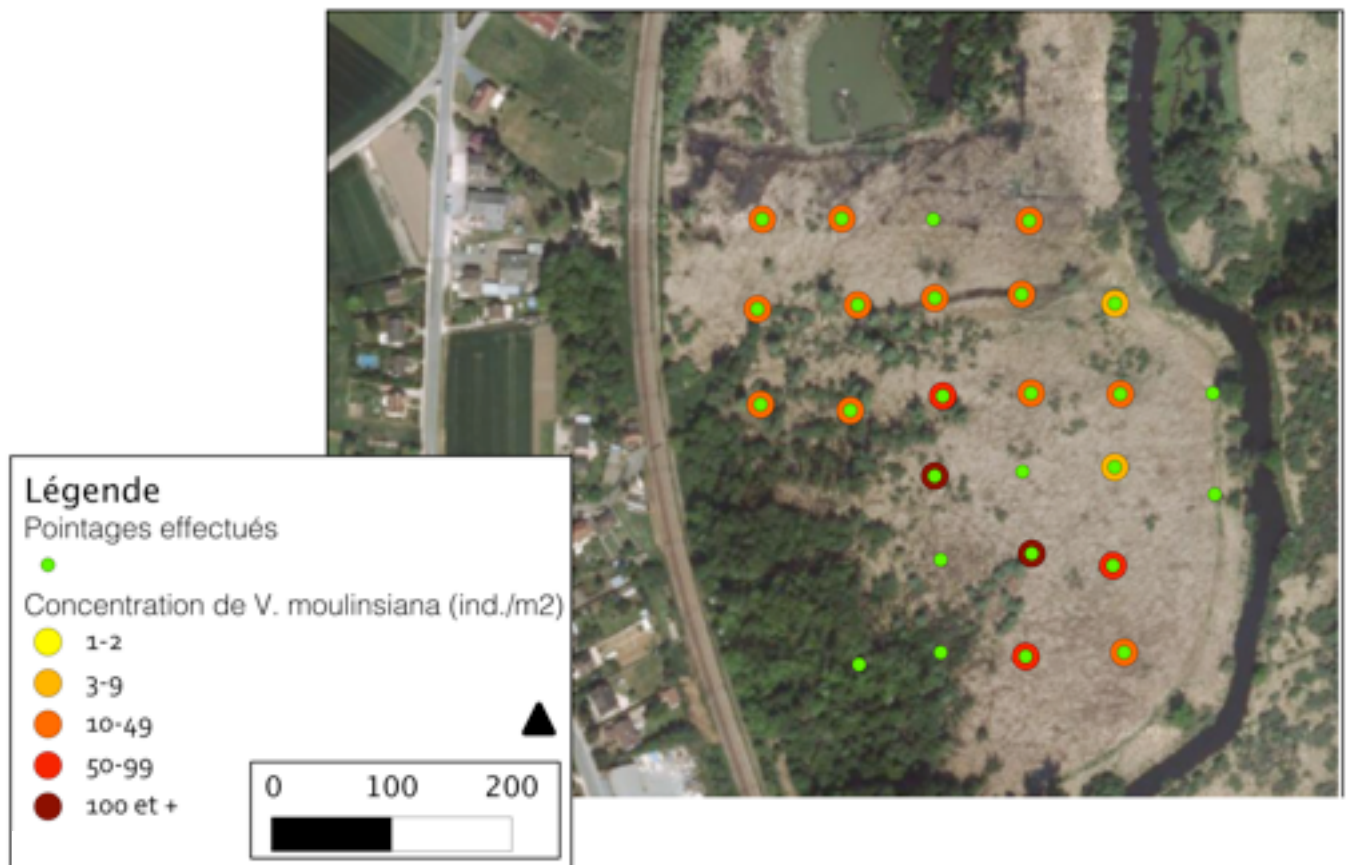 Légende
Pointages effectués
Concentration de V. moulinsiana (ind./m2)
1-2
3-9
10-49
50-99
100 et +
0 100 200